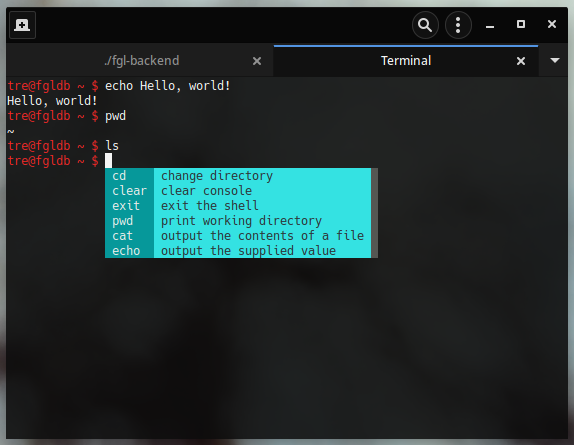 ./fgl-backend
Terminal
tre@fgldb ~ $ echo Hello, world!
Hello, world!
tre@fgldb ~ $ pwd
~
tre@fgldb ~ $ ls
tre@fgldb ~ $
cd change directory
clear clear console
exit exit the shell
pwd print working directory
cat output the contents of a file
echo output the supplied value